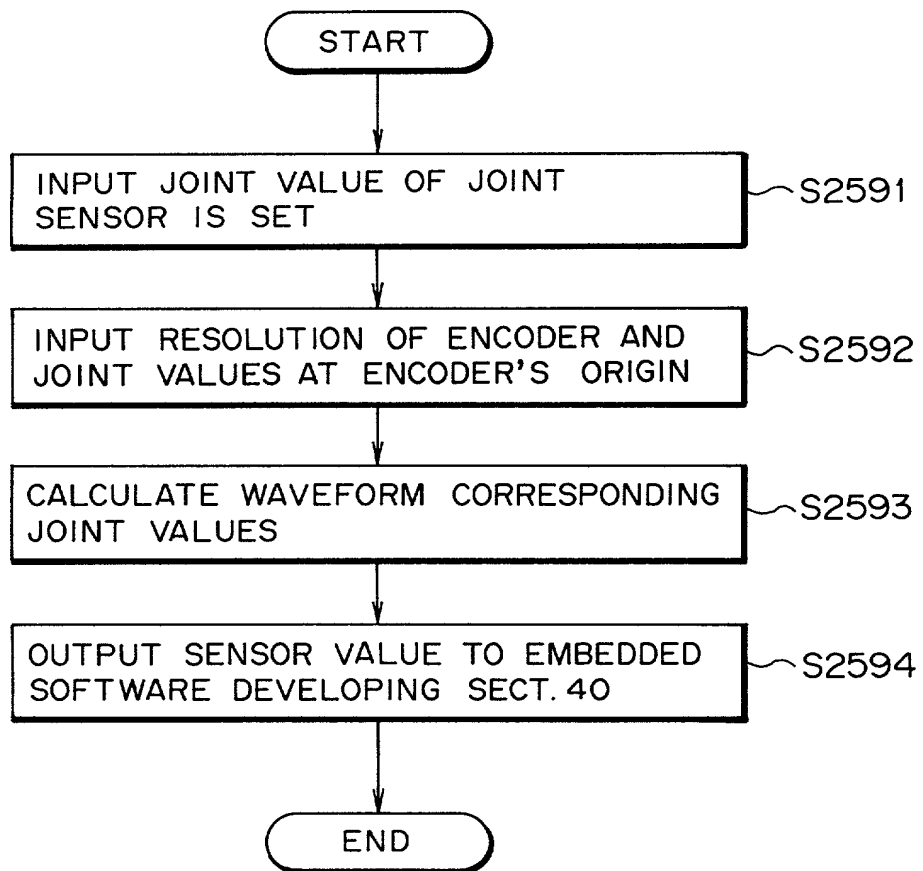 START
INPUT JOINT VALUE OF JOINT
SENSOR IS SET
S2591
INPUT RESOLUTION OF ENCODER AND
JOINT VALUES AT ENCODER'S ORIGIN
S2592
CALCULATE WAVEFORM CORRESPONDING
JOINT VALUES
S2593
OUTPUT SENSOR VALUE TO EMBEDDED
SOFTWARE DEVELOPING SECT. 40
S2594
END